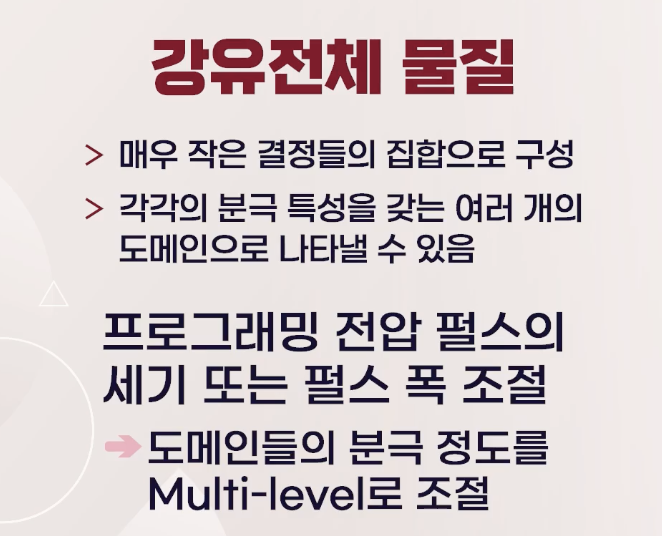 강유전체 물질
> 매우 작은 결정들의 집합으로 구성
> 각각의 분극 특성을 갖는 여러 개의
도메인으로 나타낼 수 있음
프로그래밍 전압 펄스의
세기 또는 펄스 폭 조절
➔ 도메인들의 분극 정도를
Multi-level로 조절